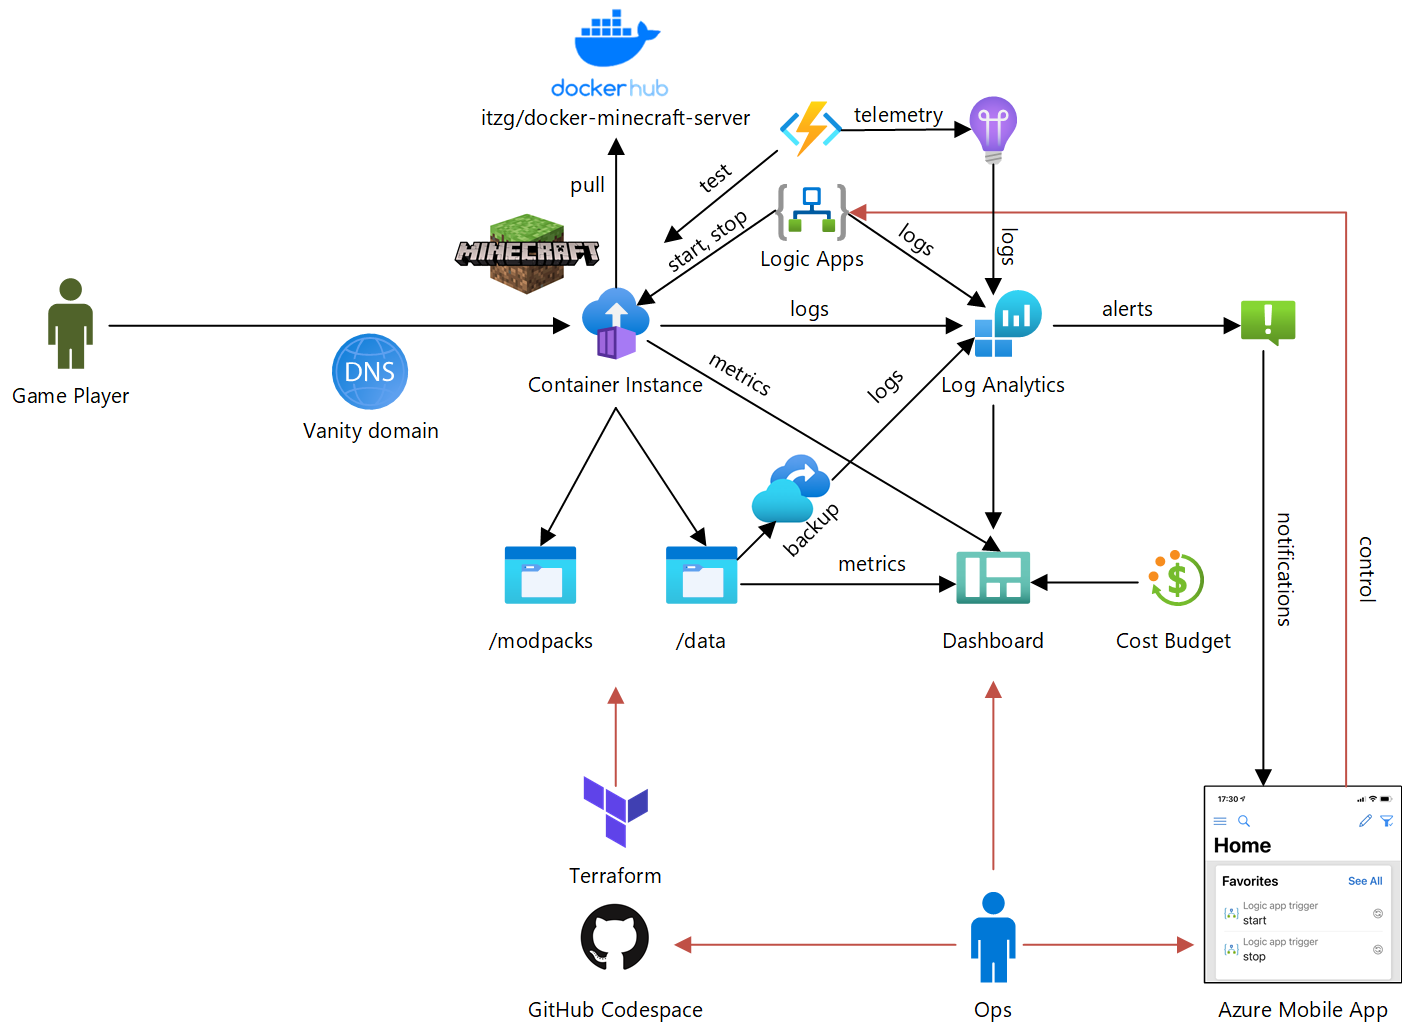 docker hub
itzg/docker-minecraft-server
telemetry
pull
test
start, stop
logs
logs
MINECRAFT
Logic Apps
logs
alerts
DNS
Game Player
Vanity domain
Container Instance
metrics
logs
Log Analytics
backup
metrics
notifications
control
/modpacks
/data
Dashboard
Cost Budget
Terraform
GitHub Codespace
Ops
17:30
Home
Favorites
See All
Logic app trigger
start
Logic app trigger
stop
Azure Mobile App